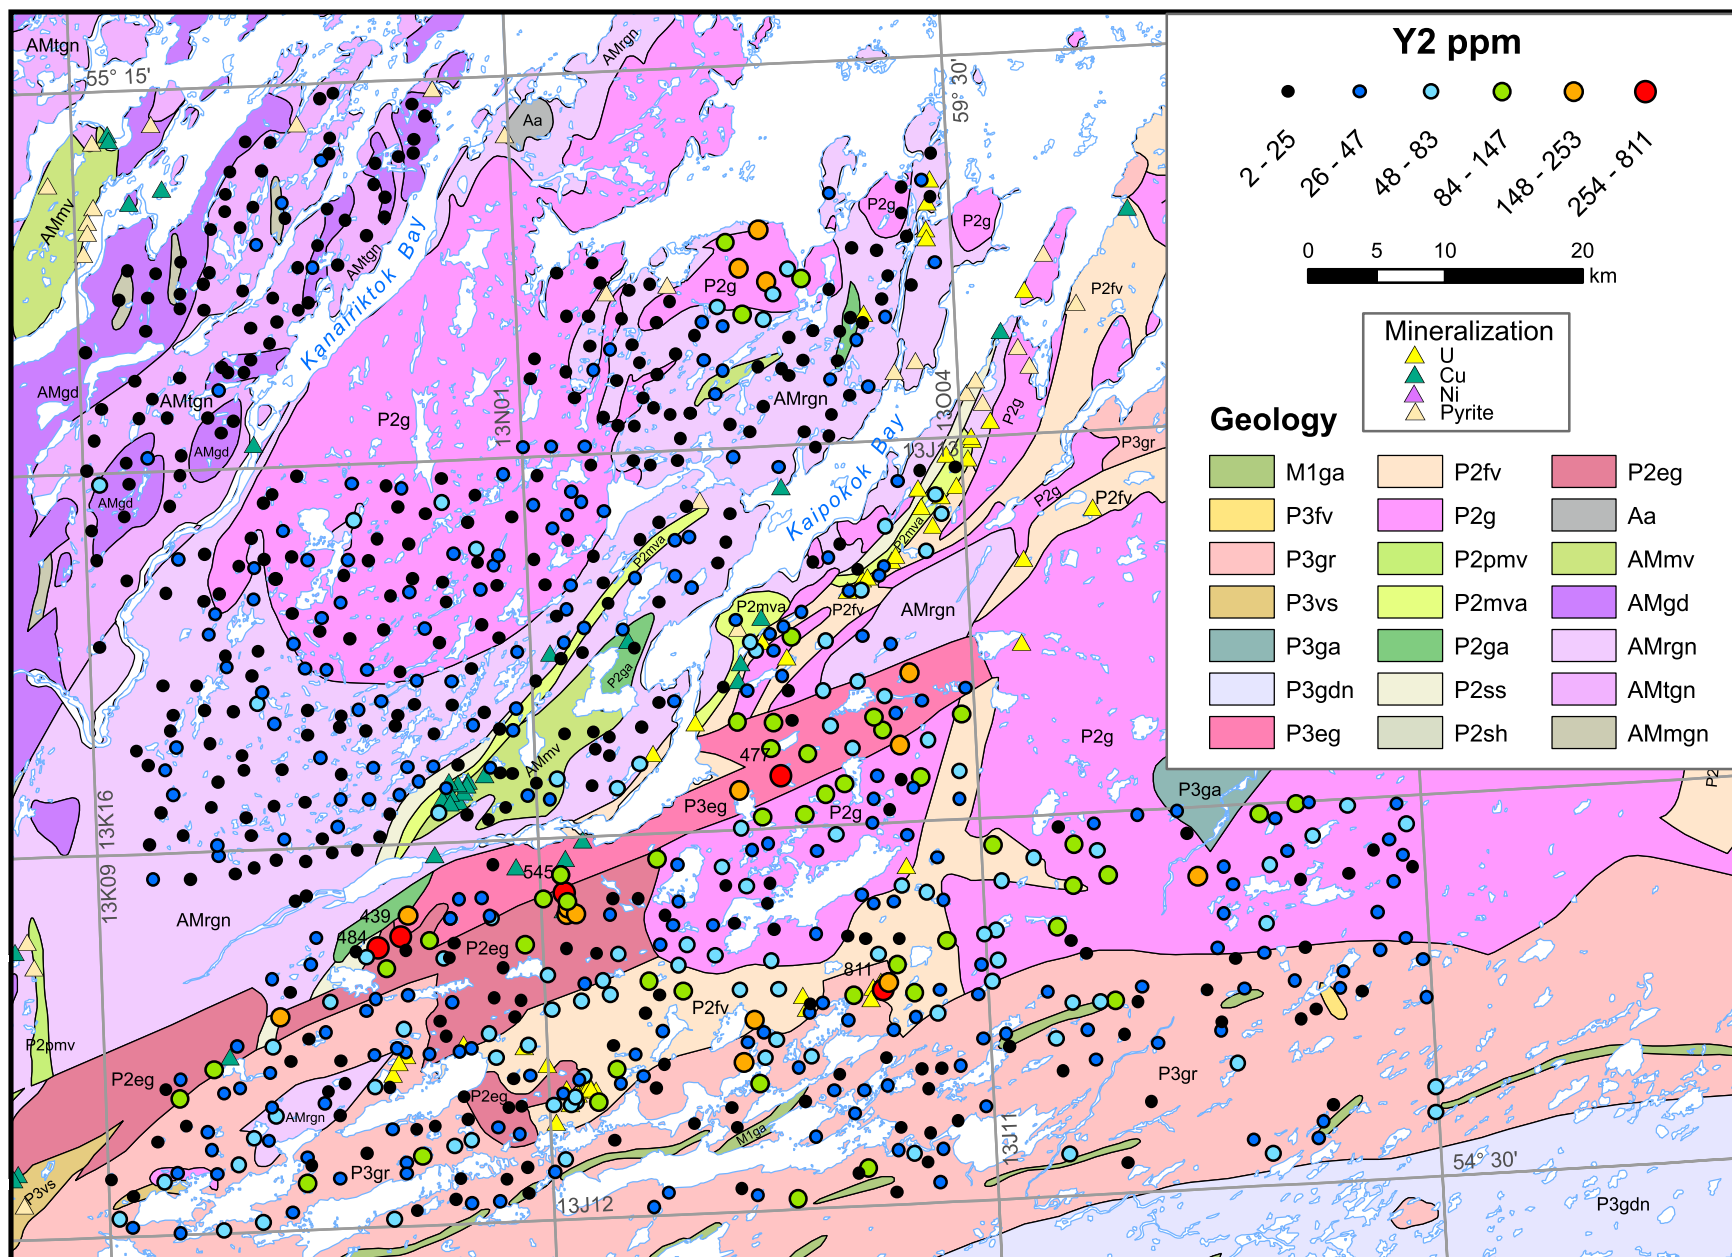 AMtgn
55° 15'
AMrgn
59° 30'
Aa
AMmv
P2g
P2g
AMtgn
Kanairiktok Bay
P2g
P2fv
AMgd
AMtgn
P2g
13N01
AMrgn
13O04
P2g
AMgd
13J13
P3gr
AMgd
Kaipokok Bay
P2g
P2fv
P2mva
P2mva
P2mva
P2fv
AMrgn
P2ga
P2g
AMmv
477
P3eg
P2g
P3ga
13K16
13K09
545
AMrgn
439
484
P2eg
811
P2fv
P2pmv
P2eg
P2eg
AMrgn
P3gr
M1ga
P3vs
P3gr
13J11
54° 30'
13J12
P3gdn
P2
Y2 ppm
2 - 25
26 - 47
48 - 83
84 - 147
148 - 253
254 - 811
0 5 10 20
km
Mineralization
U
Cu
Ni
Pyrite
Geology
M1ga
P3fv
P3gr
P3vs
P3ga
P3gdn
P3eg
P2fv
P2g
P2pmv
P2mva
P2ga
P2ss
P2sh
P2eg
Aa
AMmv
AMgd
AMrgn
AMtgn
AMmgn